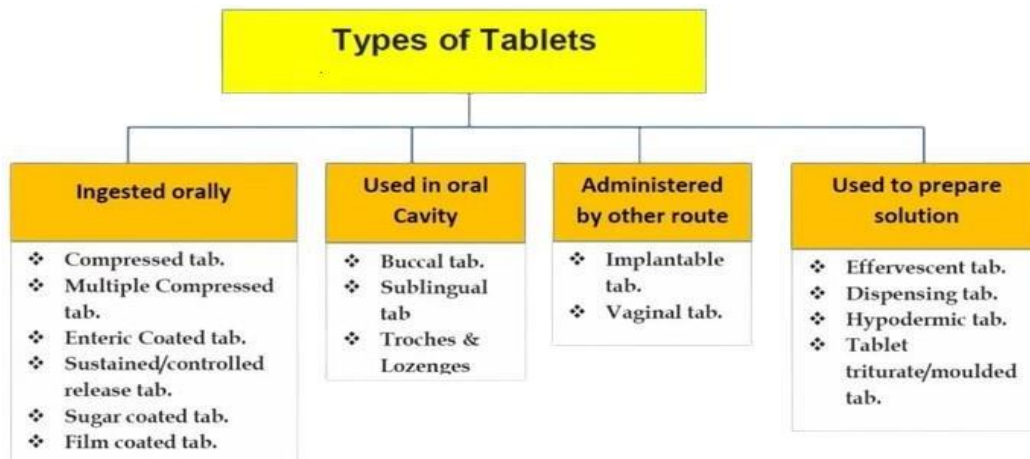 Types of Tablets
Ingested orally
❖ Compressed tab.
❖ Multiple Compressed
tab.
❖ Enteric Coated tab.
❖ Sustained/controlled
release tab.
❖ Sugar coated tab.
❖ Film coated tab.
Used in oral
Cavity
❖ Buccal tab.
❖ Sublingual
tab
❖ Troches &
Lozenges
Administered
by other route
❖ Implantable
tab.
❖ Vaginal tab.
Used to prepare
solution
❖ Effervescent tab.
❖ Dispensing tab.
❖ Hypodermic tab.
❖ Tablet
triturate/moulded
tab.